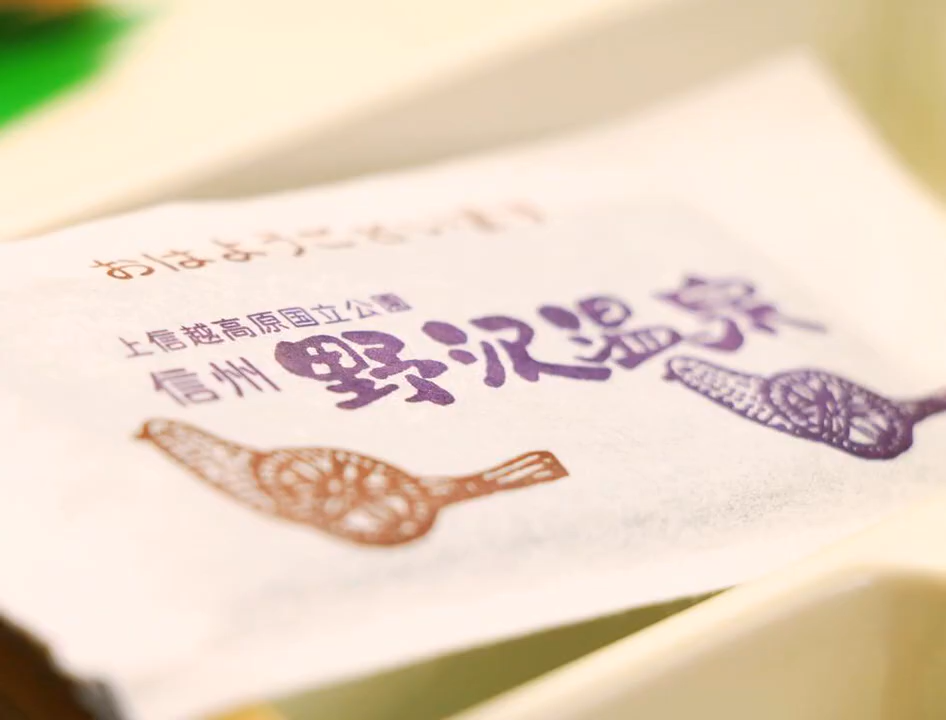 おはようございます
上信越高原国立公園
信州 野沢温泉